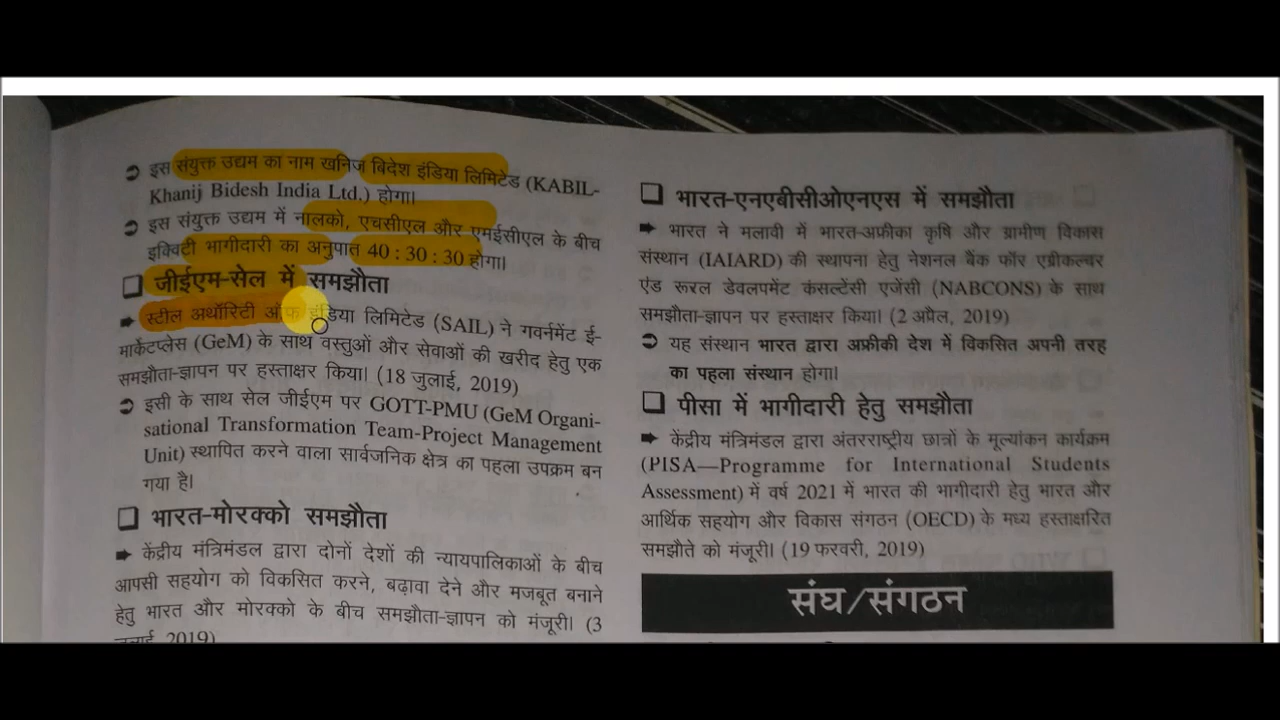 ➲ इस संयुक्त उद्यम का नाम खनिज बिदेश इंडिया लिमिटेड (KABIL-
Khanij Bidesh India Ltd.) होगा।
➲ इस संयुक्त उद्यम में नालको, एचसीएल और एमईसीएल के बीच
इक्विटी भागीदारी का अनुपात 40 : 30 : 30 होगा।
❑ जीईएम-सेल में समझौता
➨ स्टील अथॉरिटी ऑफ इंडिया लिमिटेड (SAIL) ने गवर्नमेंट ई-
मार्केटप्लेस (GeM) के साथ वस्तुओं और सेवाओं की खरीद हेतु एक
समझौता-ज्ञापन पर हस्ताक्षर किया। (18 जुलाई, 2019)
➲ इसी के साथ सेल जीईएम पर GOTT-PMU (GeM Organi-
sational Transformation Team-Project Management
Unit) स्थापित करने वाला सार्वजनिक क्षेत्र का पहला उपक्रम बन
गया है।
❑ भारत-मोरक्को समझौता
➨ केंद्रीय मंत्रिमंडल द्वारा दोनों देशों की न्यायपालिकाओं के बीच
आपसी सहयोग को विकसित करने, बढ़ावा देने और मजबूत बनाने
हेतु भारत और मोरक्को के बीच समझौता-ज्ञापन को मंजूरी। (3
जुलाई, 2019)
❑ भारत-एनएबीसीओएनएस में समझौता
➨ भारत ने मलावी में भारत-अफ्रीका कृषि और ग्रामीण विकास
संस्थान (IAIARD) की स्थापना हेतु नेशनल बैंक फॉर एग्रीकल्चर
एंड रूरल डेवलपमेंट कंसल्टेंसी एजेंसी (NABCONS) के साथ
समझौता-ज्ञापन पर हस्ताक्षर किया। (2 अप्रैल, 2019)
➲ यह संस्थान भारत द्वारा अफ्रीकी देश में विकसित अपनी तरह
का पहला संस्थान होगा।
❑ पीसा में भागीदारी हेतु समझौता
➨ केंद्रीय मंत्रिमंडल द्वारा अंतरराष्ट्रीय छात्रों के मूल्यांकन कार्यक्रम
(PISA—Programme for International Students
Assessment) में वर्ष 2021 में भारत की भागीदारी हेतु भारत और
आर्थिक सहयोग और विकास संगठन (OECD) के मध्य हस्ताक्षरित
समझौते को मंजूरी। (19 फरवरी, 2019)
संघ/संगठन